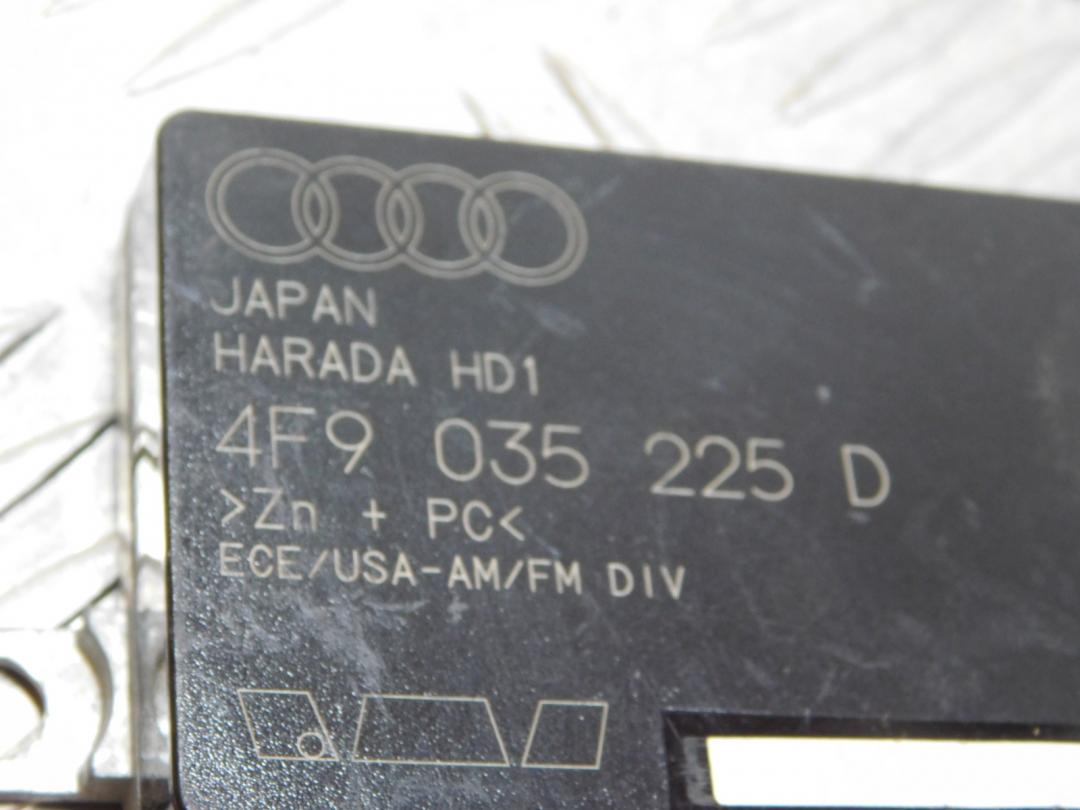 JAPAN
HARADA HD1
4F9 035 225 D
>Zn + PC<
ECE/USA-AM/FM DIV